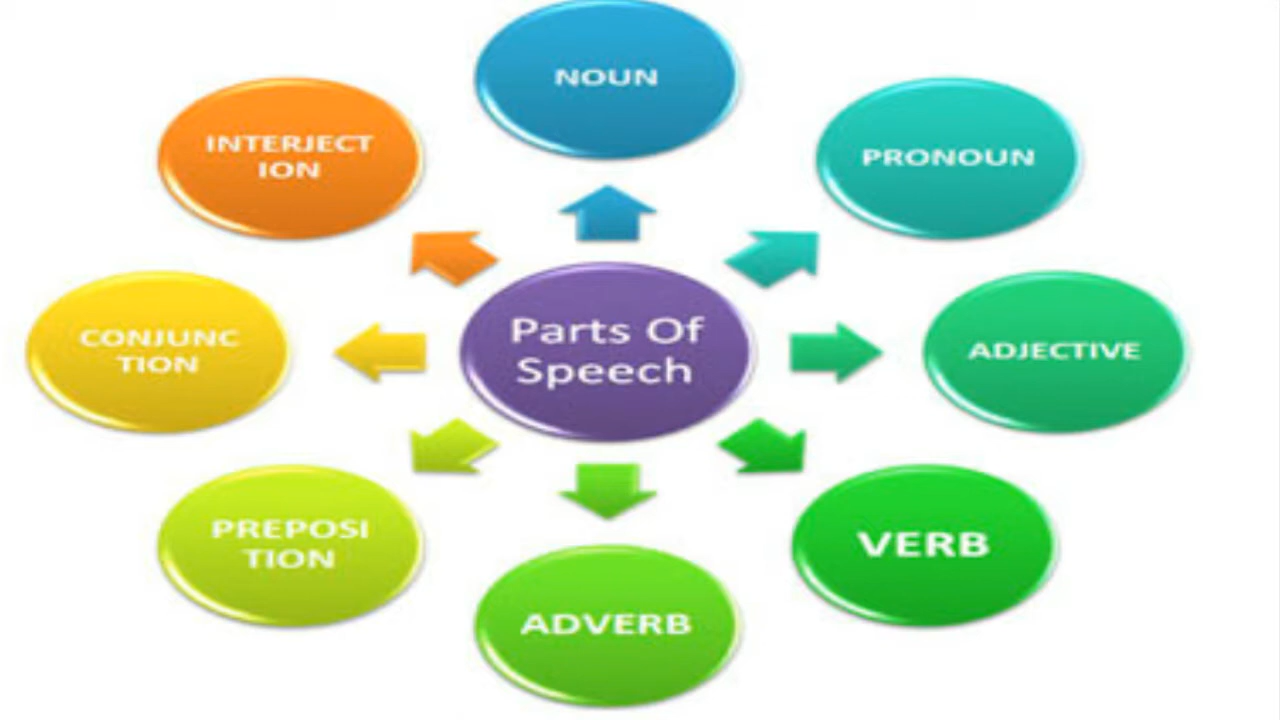 NOUN
PRONOUN
ADJECTIVE
VERB
ADVERB
PREPOSI
TION
CONJUNC
TION
INTERJECT
ION
Parts Of
Speech